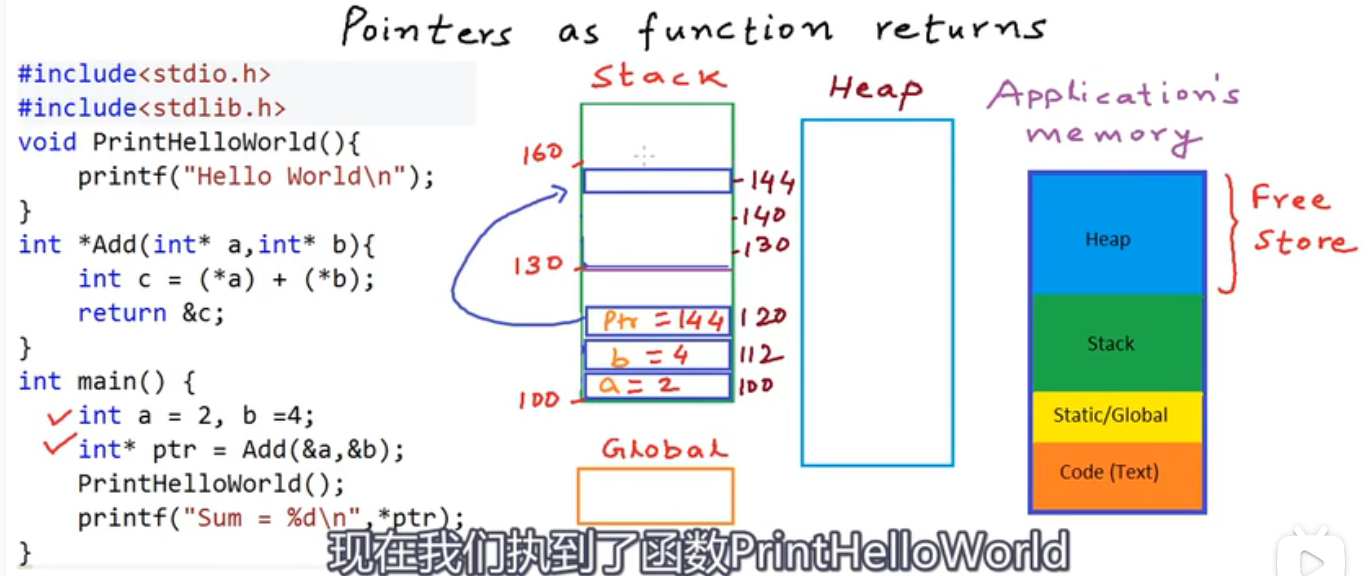 Pointers as function returns
#include<stdio.h>
#include<stdlib.h>
void PrintHelloWorld(){
    printf("Hello World\n");
}
int *Add(int* a,int* b){
    int c = (*a) + (*b);
    return &c;
}
int main() {
    int a = 2, b =4;
    int* ptr = Add(&a,&b);
    PrintHelloWorld();
    printf("Sum = %d\n",*ptr);
}
Stack
160
144
140
130
130
Ptr = 144
120
b = 4
112
a = 2
100
100
Global
Heap
Application's
memory
Heap
Stack
Static/Global
Code (Text)
Free
Store
现在我们执到了函数PrintHelloWorld